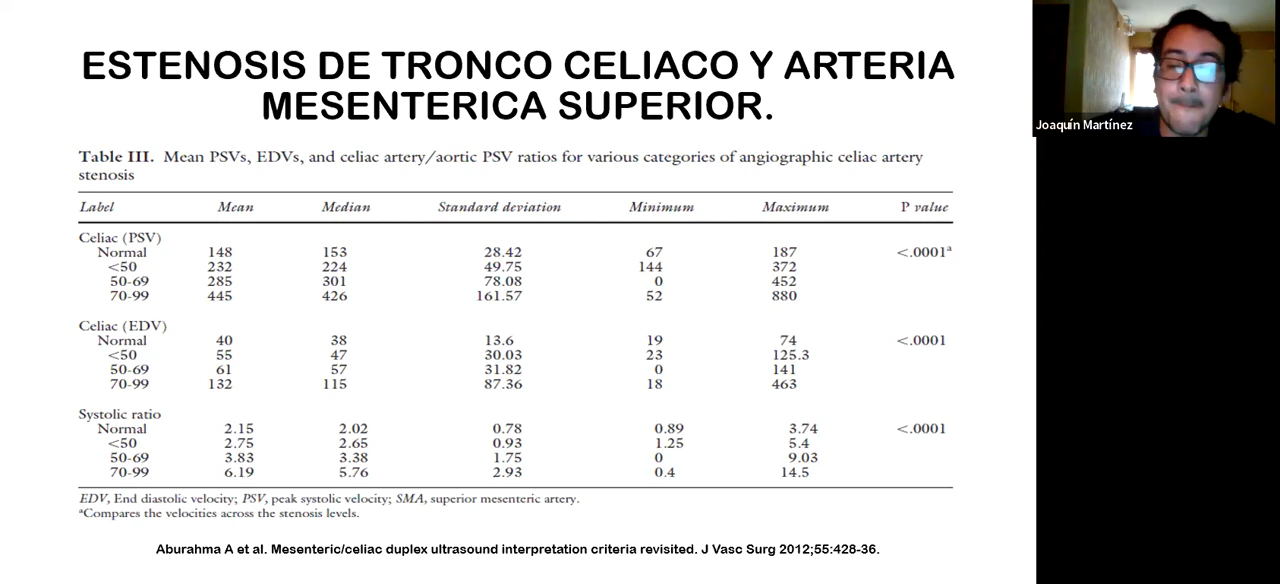 ESTENOSIS DE TRONCO CELIACO Y ARTERIA
MESENTERICA SUPERIOR.
Joaquín Martínez
Table III. Mean PSVs, EDVs, and celiac artery/aortic PSV ratios for various categories of angiographic celiac artery
stenosis
Label Mean Median Standard deviation Minimum Maximum P value
Celiac (PSV)
Normal 148 153 28.42 67 187 <.0001ᵃ
<50 232 224 49.75 144 372
50-69 285 301 78.08 0 452
70-99 445 426 161.57 52 880
Celiac (EDV)
Normal 40 38 13.6 19 74 <.0001
<50 55 47 30.03 23 125.3
50-69 61 57 31.82 0 141
70-99 132 115 87.36 18 463
Systolic ratio
Normal 2.15 2.02 0.78 0.89 3.74 <.0001
<50 2.75 2.65 0.93 1.25 5.4
50-69 3.83 3.38 1.75 0 9.03
70-99 6.19 5.76 2.93 0.4 14.5
EDV, End diastolic velocity; PSV, peak systolic velocity; SMA, superior mesenteric artery.
ᵃCompares the velocities across the stenosis levels.
Aburahma A et al. Mesenteric/celiac duplex ultrasound interpretation criteria revisited. J Vasc Surg 2012;55:428-36.